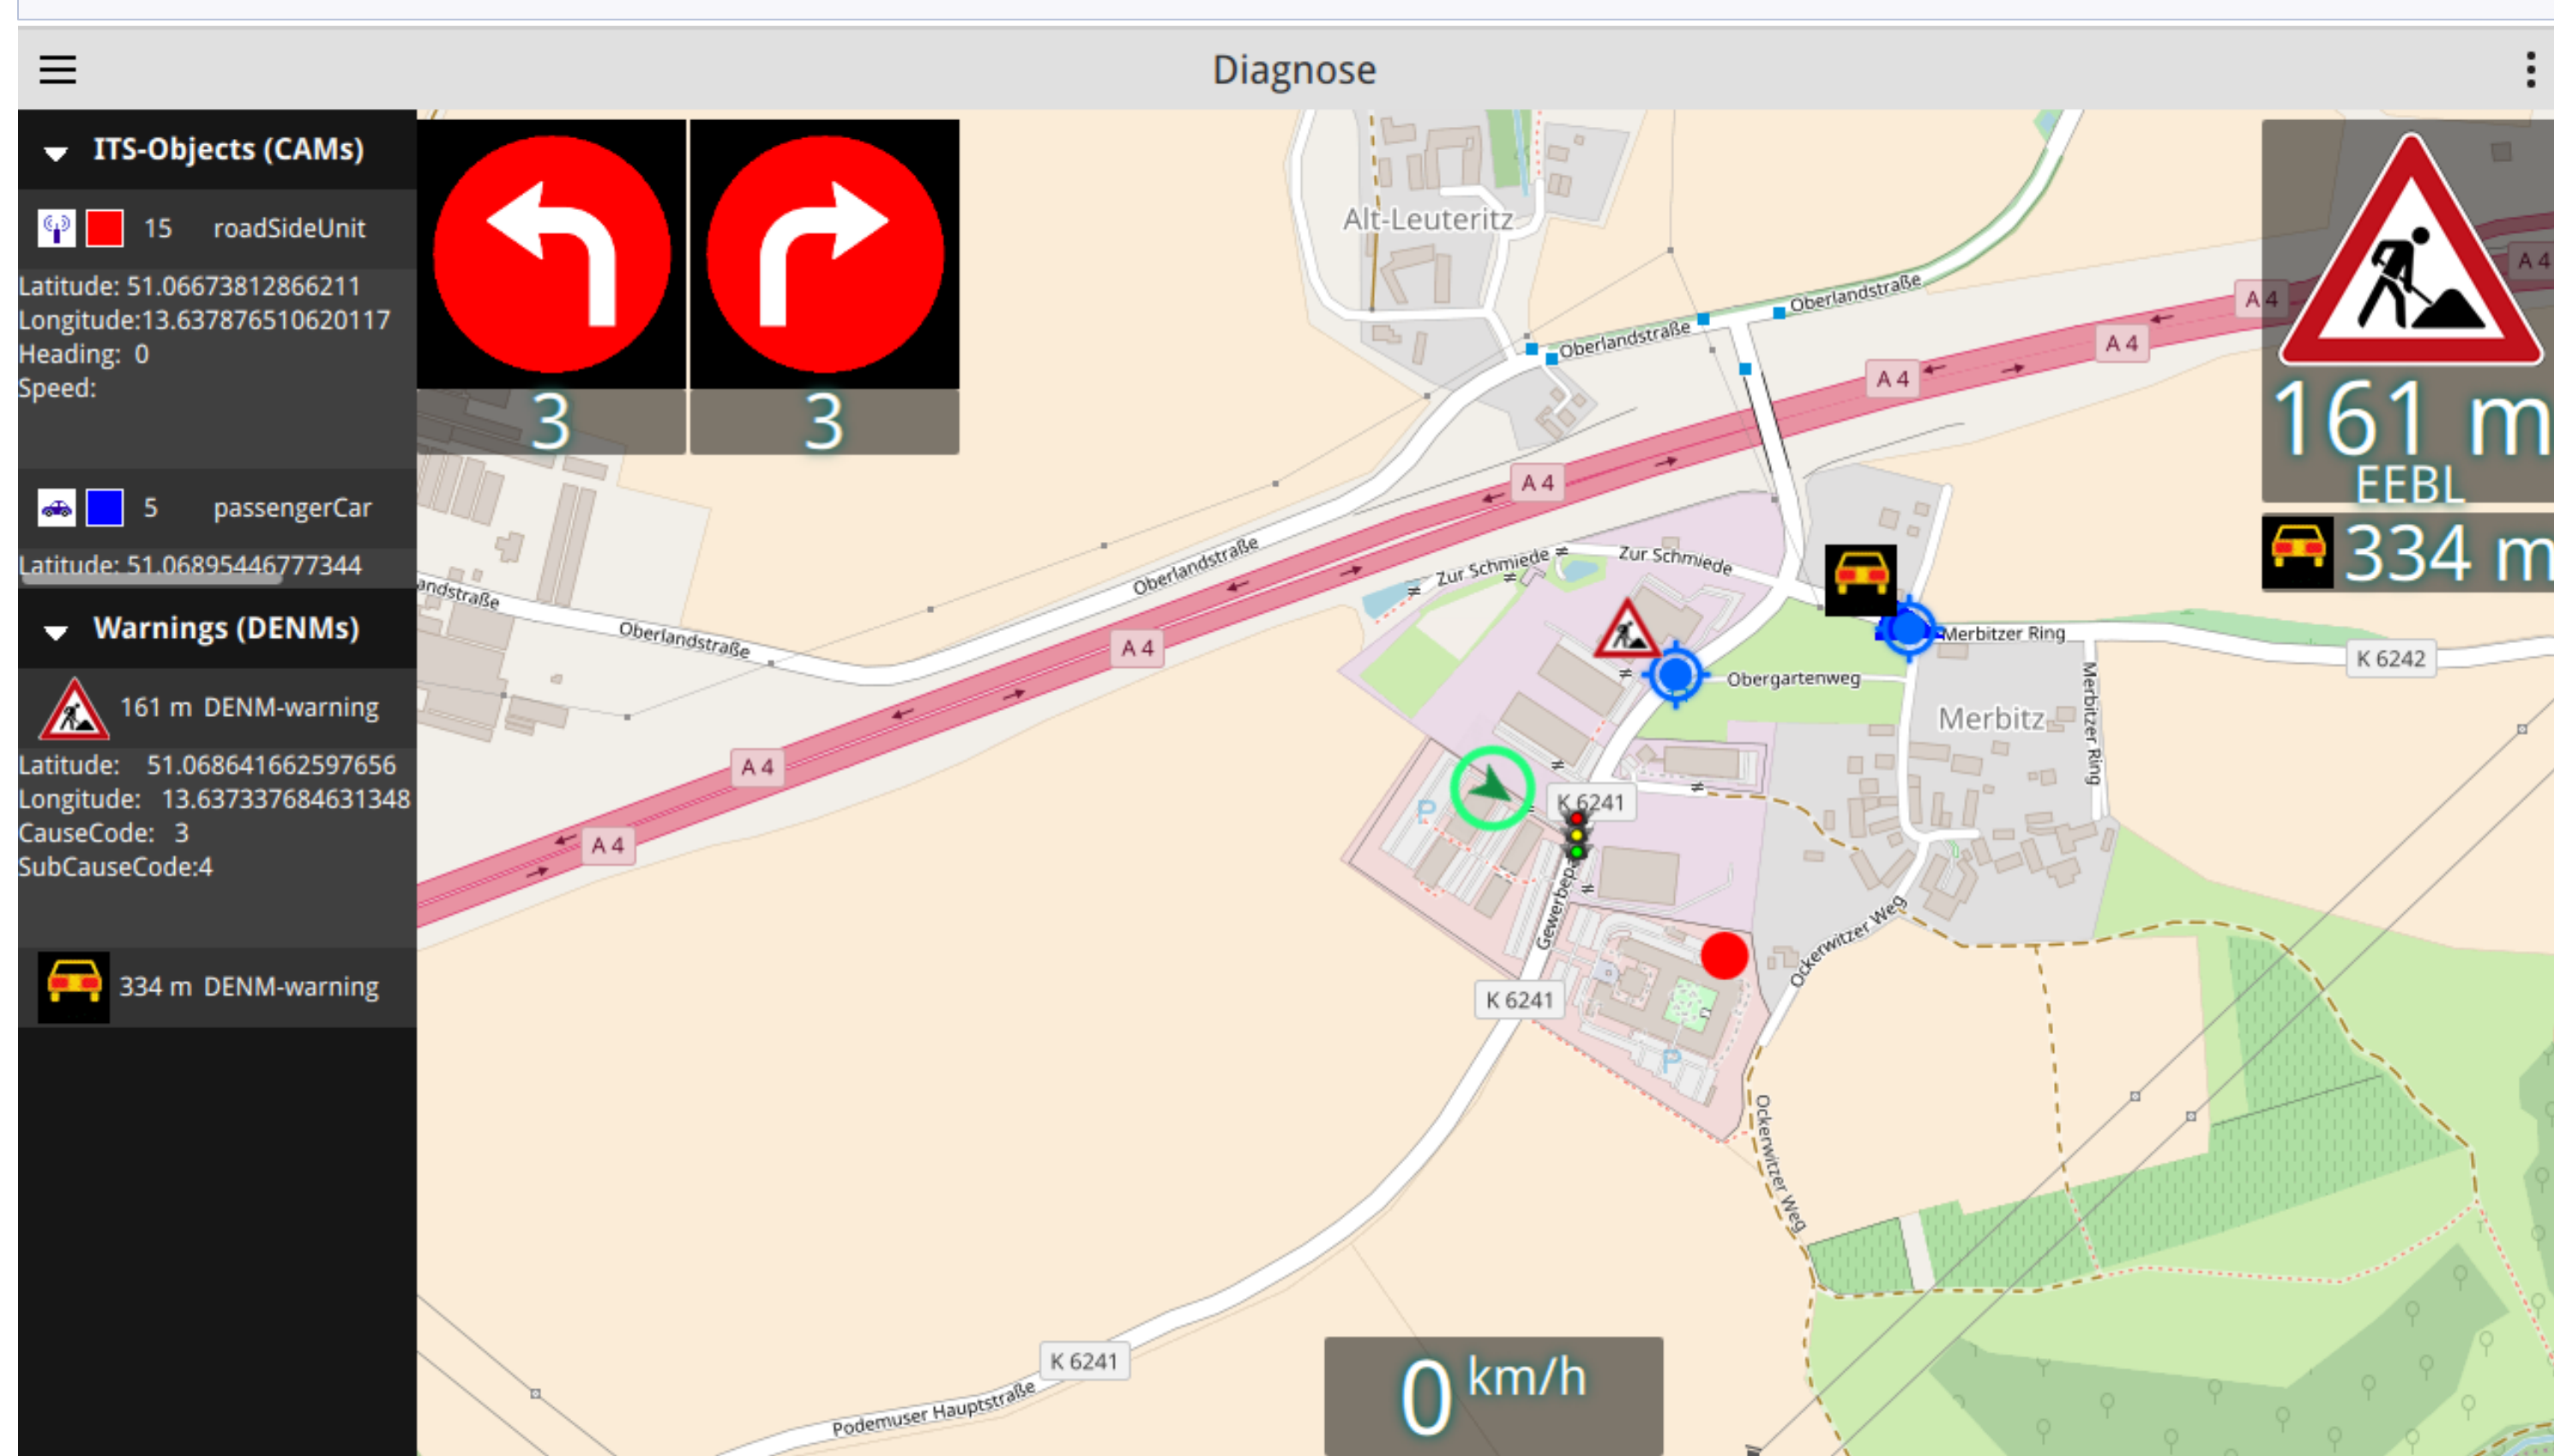 Diagnose
ITS-Objects (CAMs)
15 roadSideUnit
Latitude: 51.06673812866211
Longitude:13.637876510620117
Heading: 0
Speed:
5 passengerCar
Latitude: 51.06895446777344
Warnings (DENMs)
161 m DENM-warning
Latitude: 51.068641662597656
Longitude: 13.637337684631348
CauseCode: 3
SubCauseCode:4
334 m DENM-warning
3
3
161 m
EEBL
334 m
Alt-Leuteritz
Oberlandstraße
Oberlandstraße
A 4
A 4
A 4
A 4
A 4
Oberlandstraße
Zur Schmiede
Zur Schmiede
andstraße
Oberlandstraße
A 4
A 4
A 4
Merbitzer Ring
K 6242
Obergartenweg
Merbitz
Merbitzer Ring
P
K 6241
Gewerbep
Ockerwitzer Weg
K 6241
P
Ockerwitzer Weg
K 6241
Podemuser Hauptstraße
0 km/h